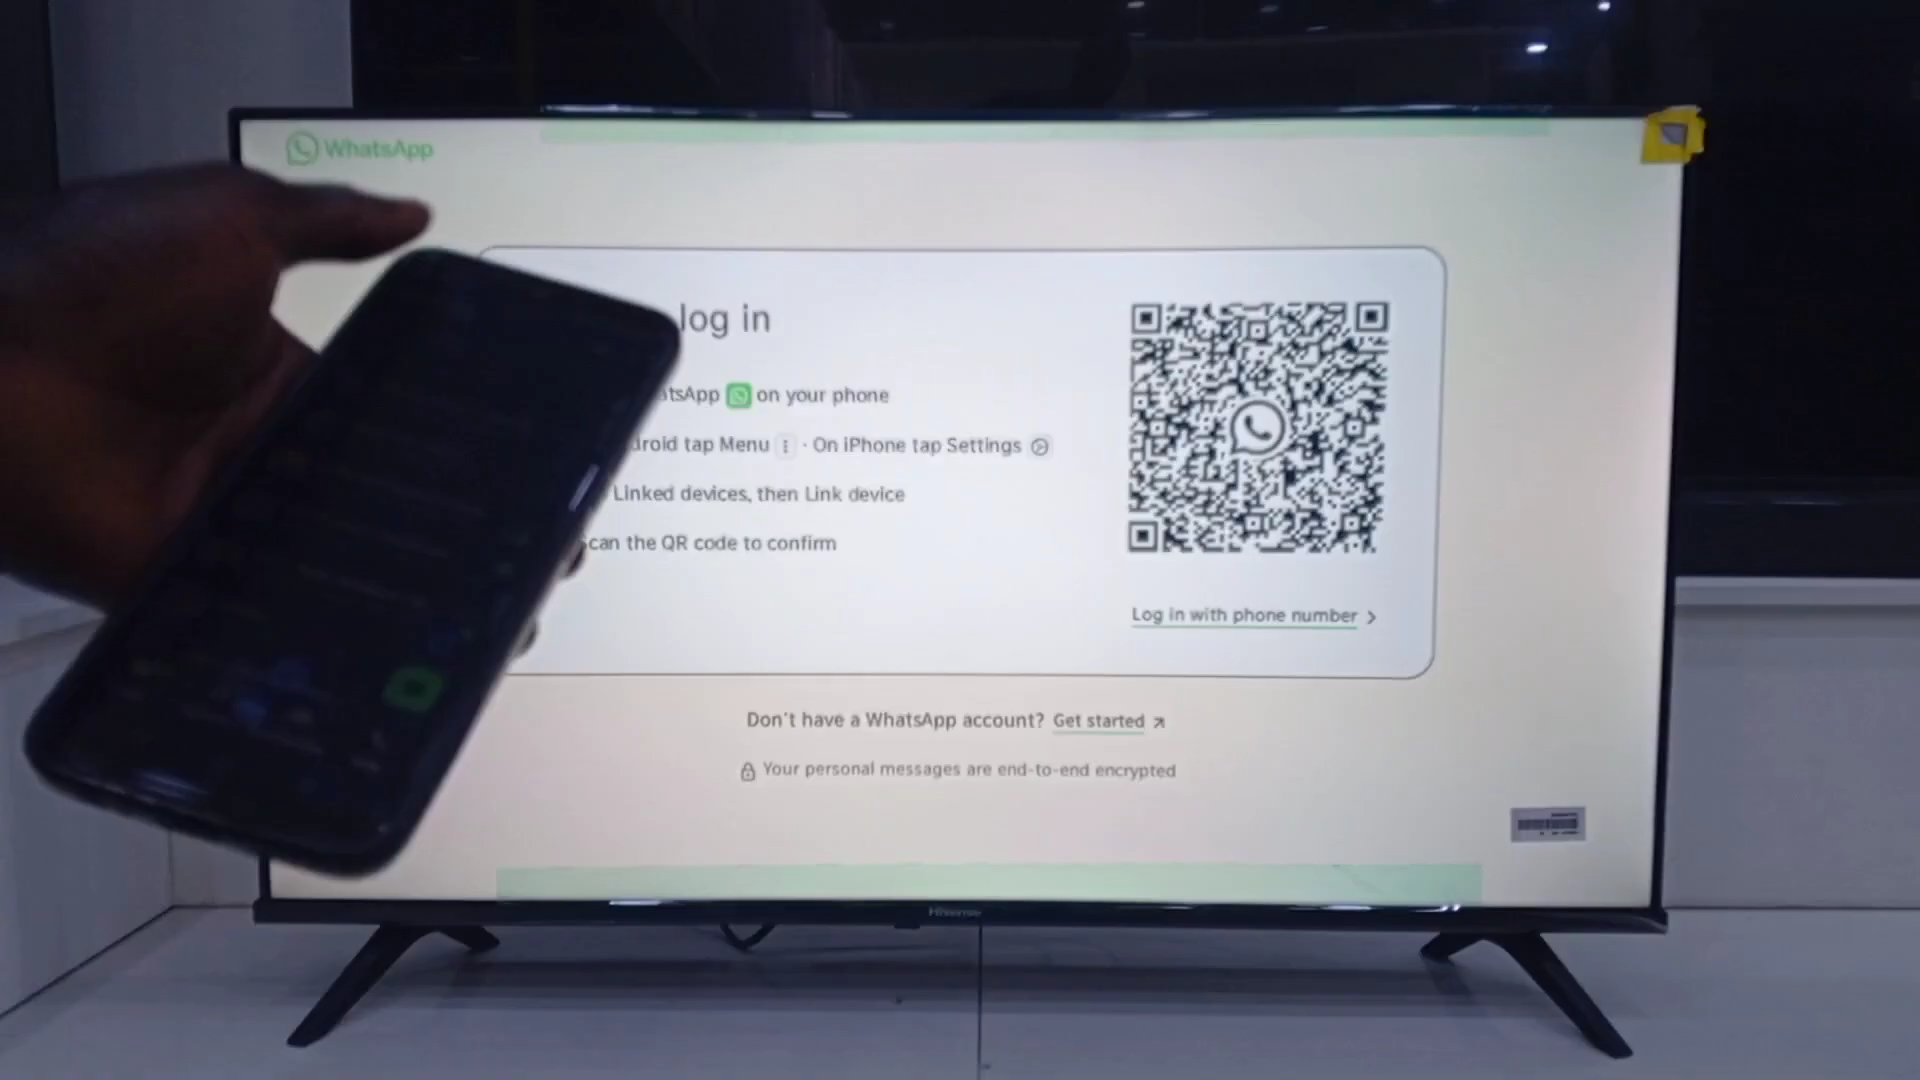 WhatsApp
log in
on your phone
tap Menu · On iPhone tap Settings
Linked devices, then Link device
can the QR code to confirm
Log in with phone number
Don't have a WhatsApp account? Get started
Your personal messages are end-to-end encrypted
Hisense